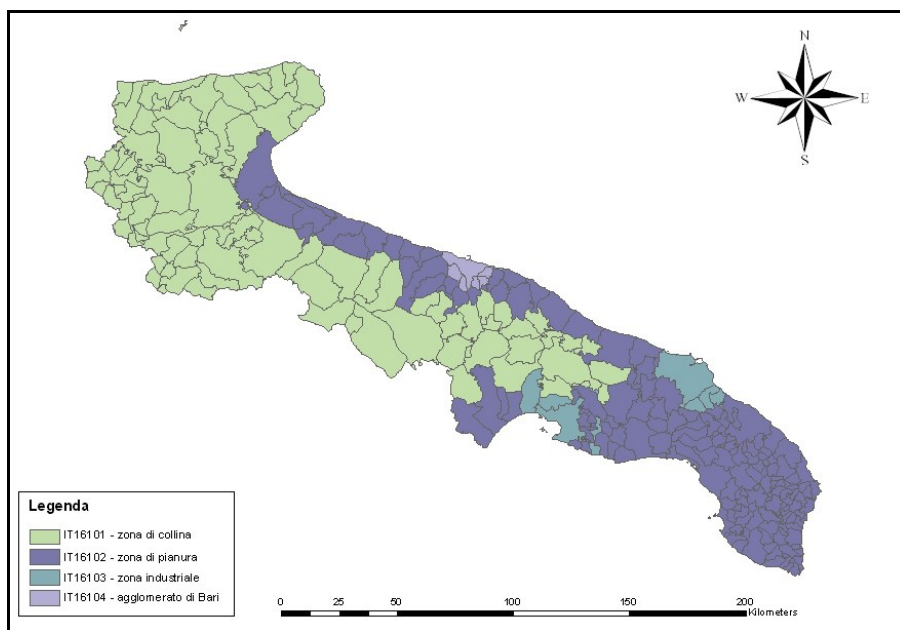 N
W E
S
Legenda
IT16101 - zona di collina
IT16102 - zona di pianura
IT16103 - zona industriale
IT16104 - agglomerato di Bari
0 25 50 100 150 200
Kilometers